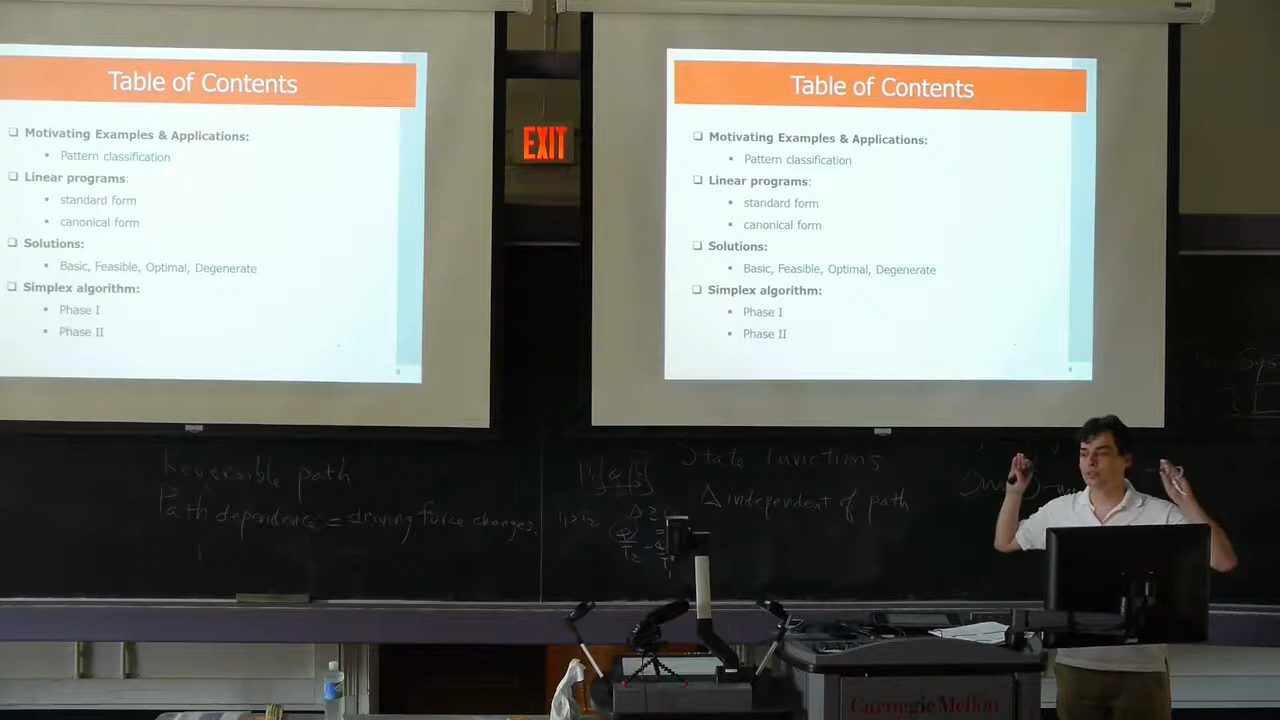 Table of Contents
❑ Motivating Examples & Applications:
▪ Pattern classification
❑ Linear programs:
▪ standard form
▪ canonical form
❑ Solutions:
▪ Basic, Feasible, Optimal, Degenerate
❑ Simplex algorithm:
▪ Phase I
▪ Phase II
8
EXIT
Table of Contents
❑ Motivating Examples & Applications:
▪ Pattern classification
❑ Linear programs:
▪ standard form
▪ canonical form
❑ Solutions:
▪ Basic, Feasible, Optimal, Degenerate
❑ Simplex algorithm:
▪ Phase I
▪ Phase II
8
Reversible path
Path dependence = driving force changes.
State Functions
Δ independent of path
Carnegie Mellon